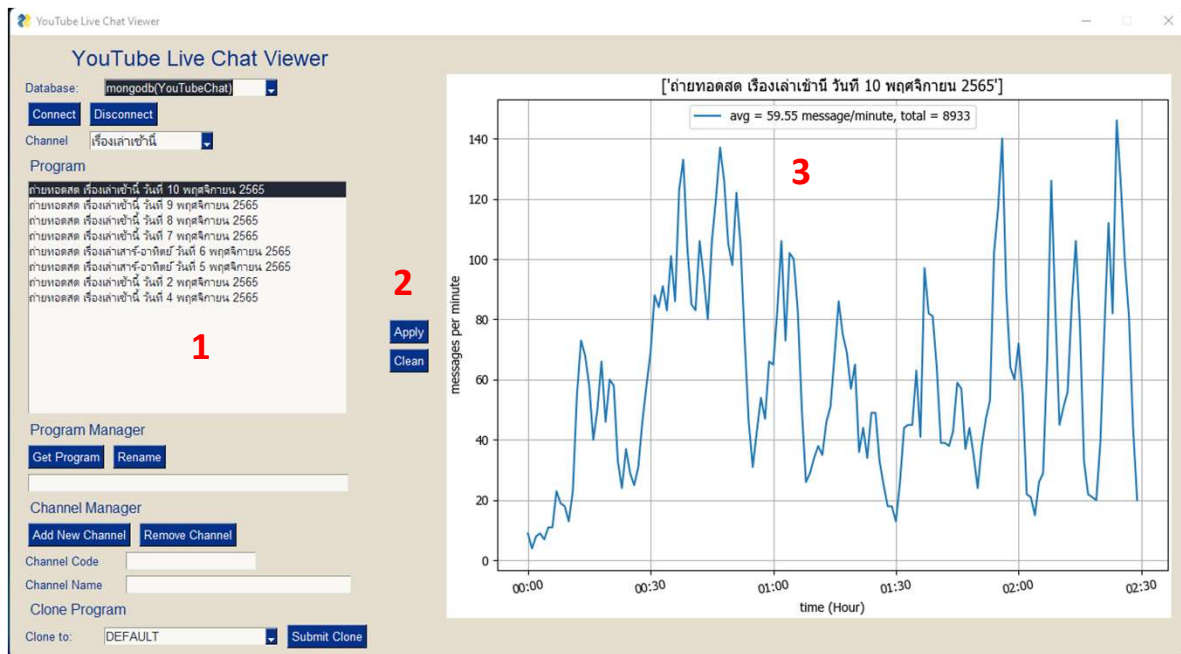 YouTube Live Chat Viewer
YouTube Live Chat Viewer
Database: mongodb(YouTubeChat)
Connect Disconnect
Channel เรื่องเล่าเช้านี้
Program
ถ่ายทอดสด เรื่องเล่าเช้านี้ วันที่ 10 พฤศจิกายน 2565
ถ่ายทอดสด เรื่องเล่าเช้านี้ วันที่ 9 พฤศจิกายน 2565
ถ่ายทอดสด เรื่องเล่าเช้านี้ วันที่ 8 พฤศจิกายน 2565
ถ่ายทอดสด เรื่องเล่าเช้านี้ วันที่ 7 พฤศจิกายน 2565
ถ่ายทอดสด เรื่องเล่าเสาร์-อาทิตย์ วันที่ 6 พฤศจิกายน 2565
ถ่ายทอดสด เรื่องเล่าเสาร์-อาทิตย์ วันที่ 5 พฤศจิกายน 2565
ถ่ายทอดสด เรื่องเล่าเช้านี้ วันที่ 2 พฤศจิกายน 2565
ถ่ายทอดสด เรื่องเล่าเช้านี้ วันที่ 4 พฤศจิกายน 2565
1
Program Manager
Get Program Rename
Channel Manager
Add New Channel Remove Channel
Channel Code
Channel Name
Clone Program
Clone to: DEFAULT Submit Clone
2
Apply
Clean
['ถ่ายทอดสด เรื่องเล่าเช้านี้ วันที่ 10 พฤศจิกายน 2565']
avg = 59.55 message/minute, total = 8933
3
messages per minute
140
120
100
80
60
40
20
0
00:00 00:30 01:00 01:30 02:00 02:30
time (Hour)